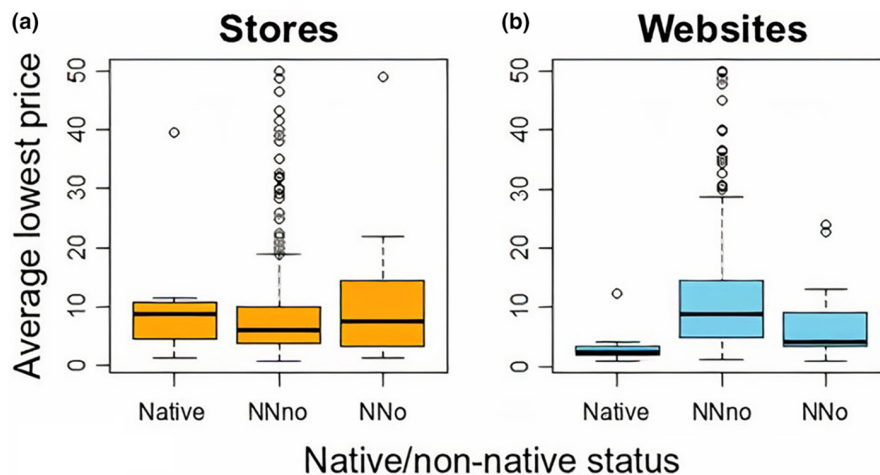 (a) Stores
(b) Websites
Average lowest price
50
40
30
20
10
0
Native NNno NNo
50
40
30
20
10
0
Native NNno NNo
Native/non-native status